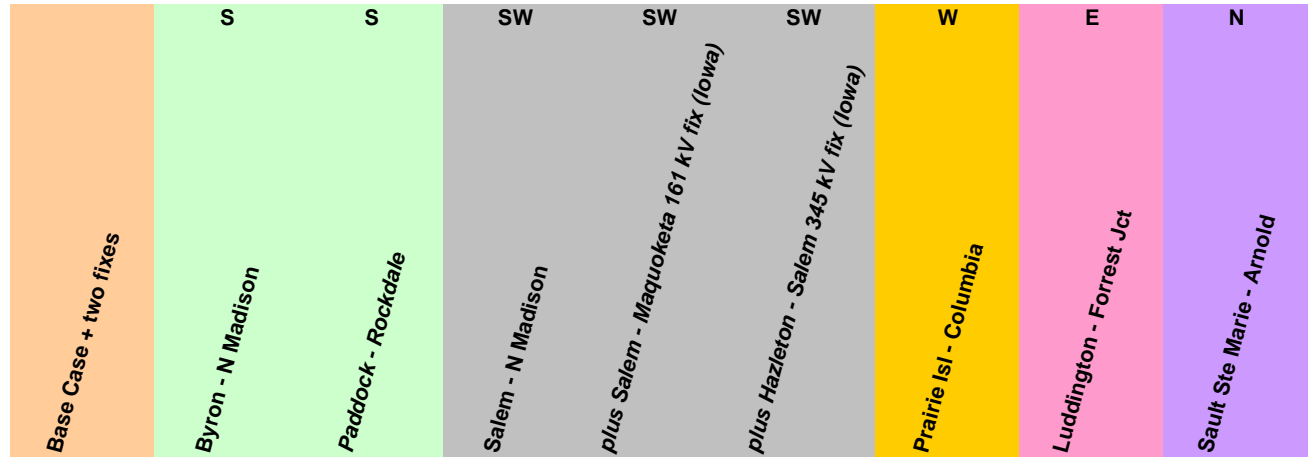 S S SW SW SW W E N
Base Case + two fixes
Byron - N Madison
Paddock - Rockdale
Salem - N Madison
plus Salem - Maquoketa 161 kV fix (Iowa)
plus Hazleton - Salem 345 kV fix (Iowa)
Prairie Isl - Columbia
Luddington - Forrest Jct
Sault Ste Marie - Arnold